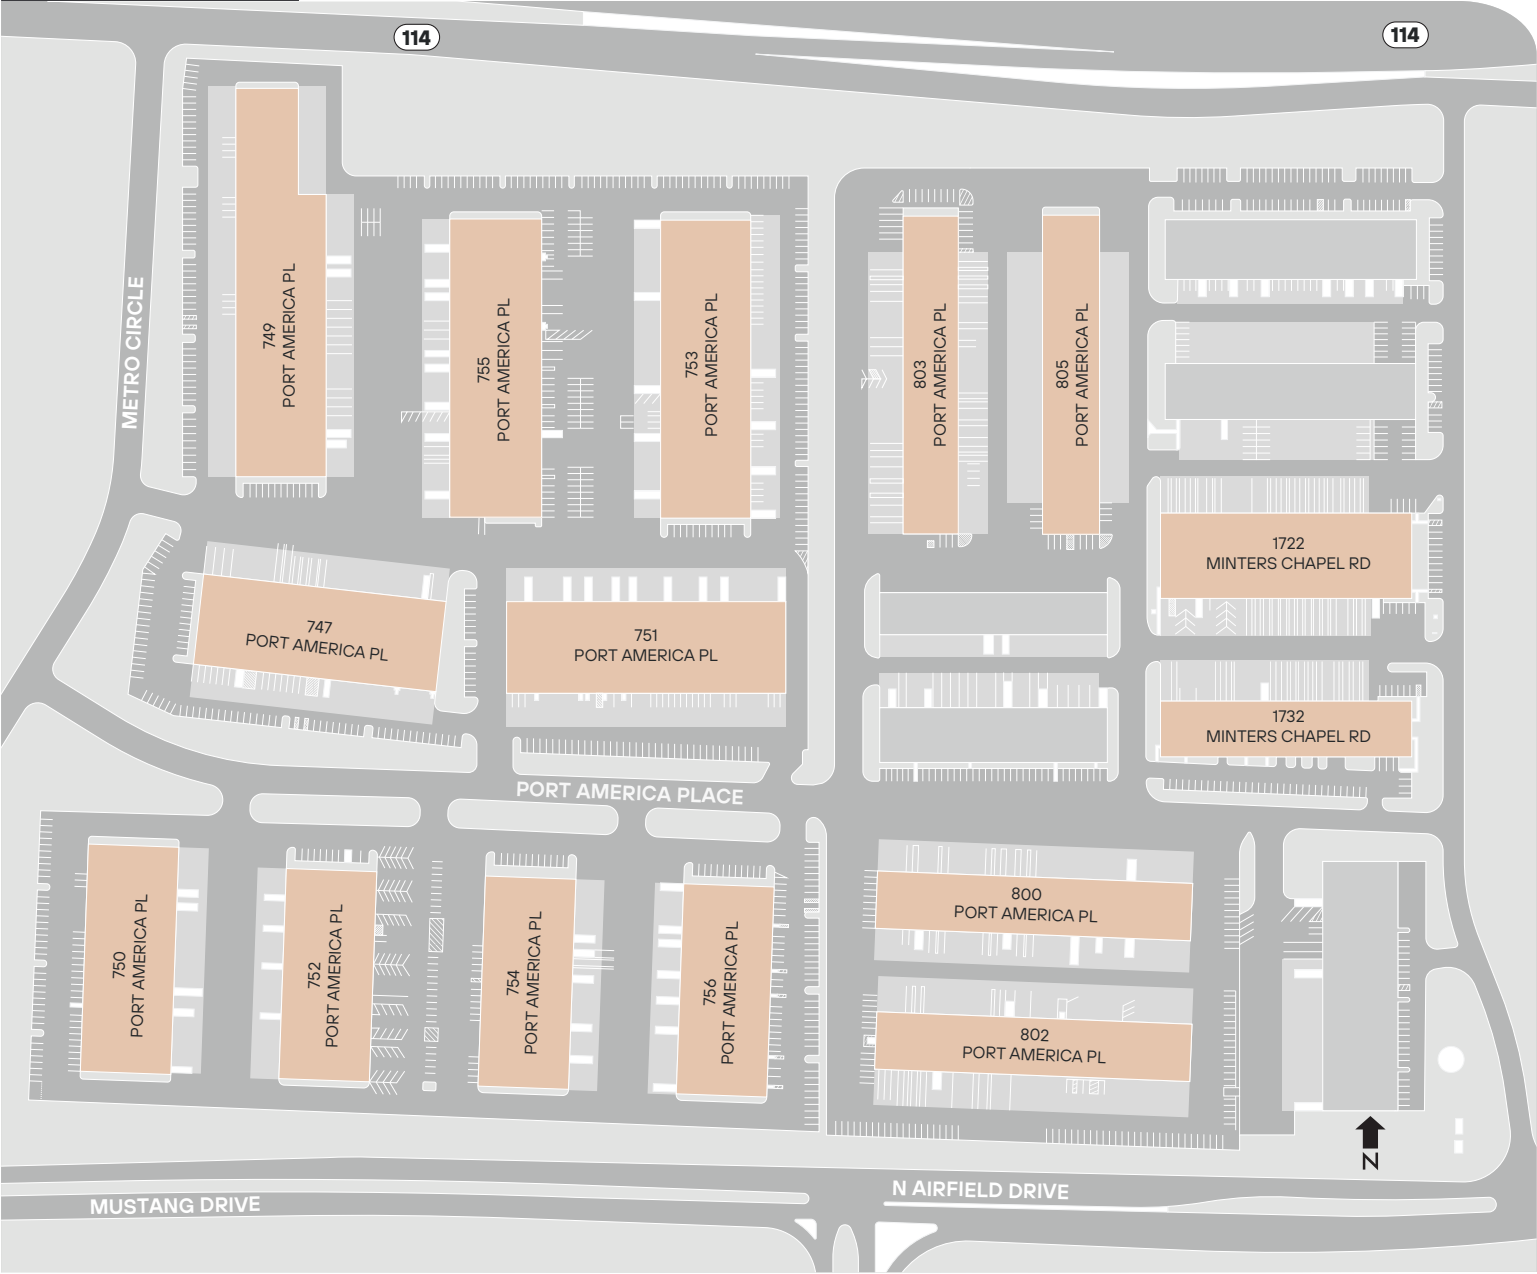 114
114
METRO CIRCLE
749
PORT AMERICA PL
755
PORT AMERICA PL
753
PORT AMERICA PL
803
PORT AMERICA PL
805
PORT AMERICA PL
1722
MINTERS CHAPEL RD
747
PORT AMERICA PL
751
PORT AMERICA PL
1732
MINTERS CHAPEL RD
PORT AMERICA PLACE
750
PORT AMERICA PL
752
PORT AMERICA PL
754
PORT AMERICA PL
756
PORT AMERICA PL
800
PORT AMERICA PL
802
PORT AMERICA PL
N
MUSTANG DRIVE
N AIRFIELD DRIVE